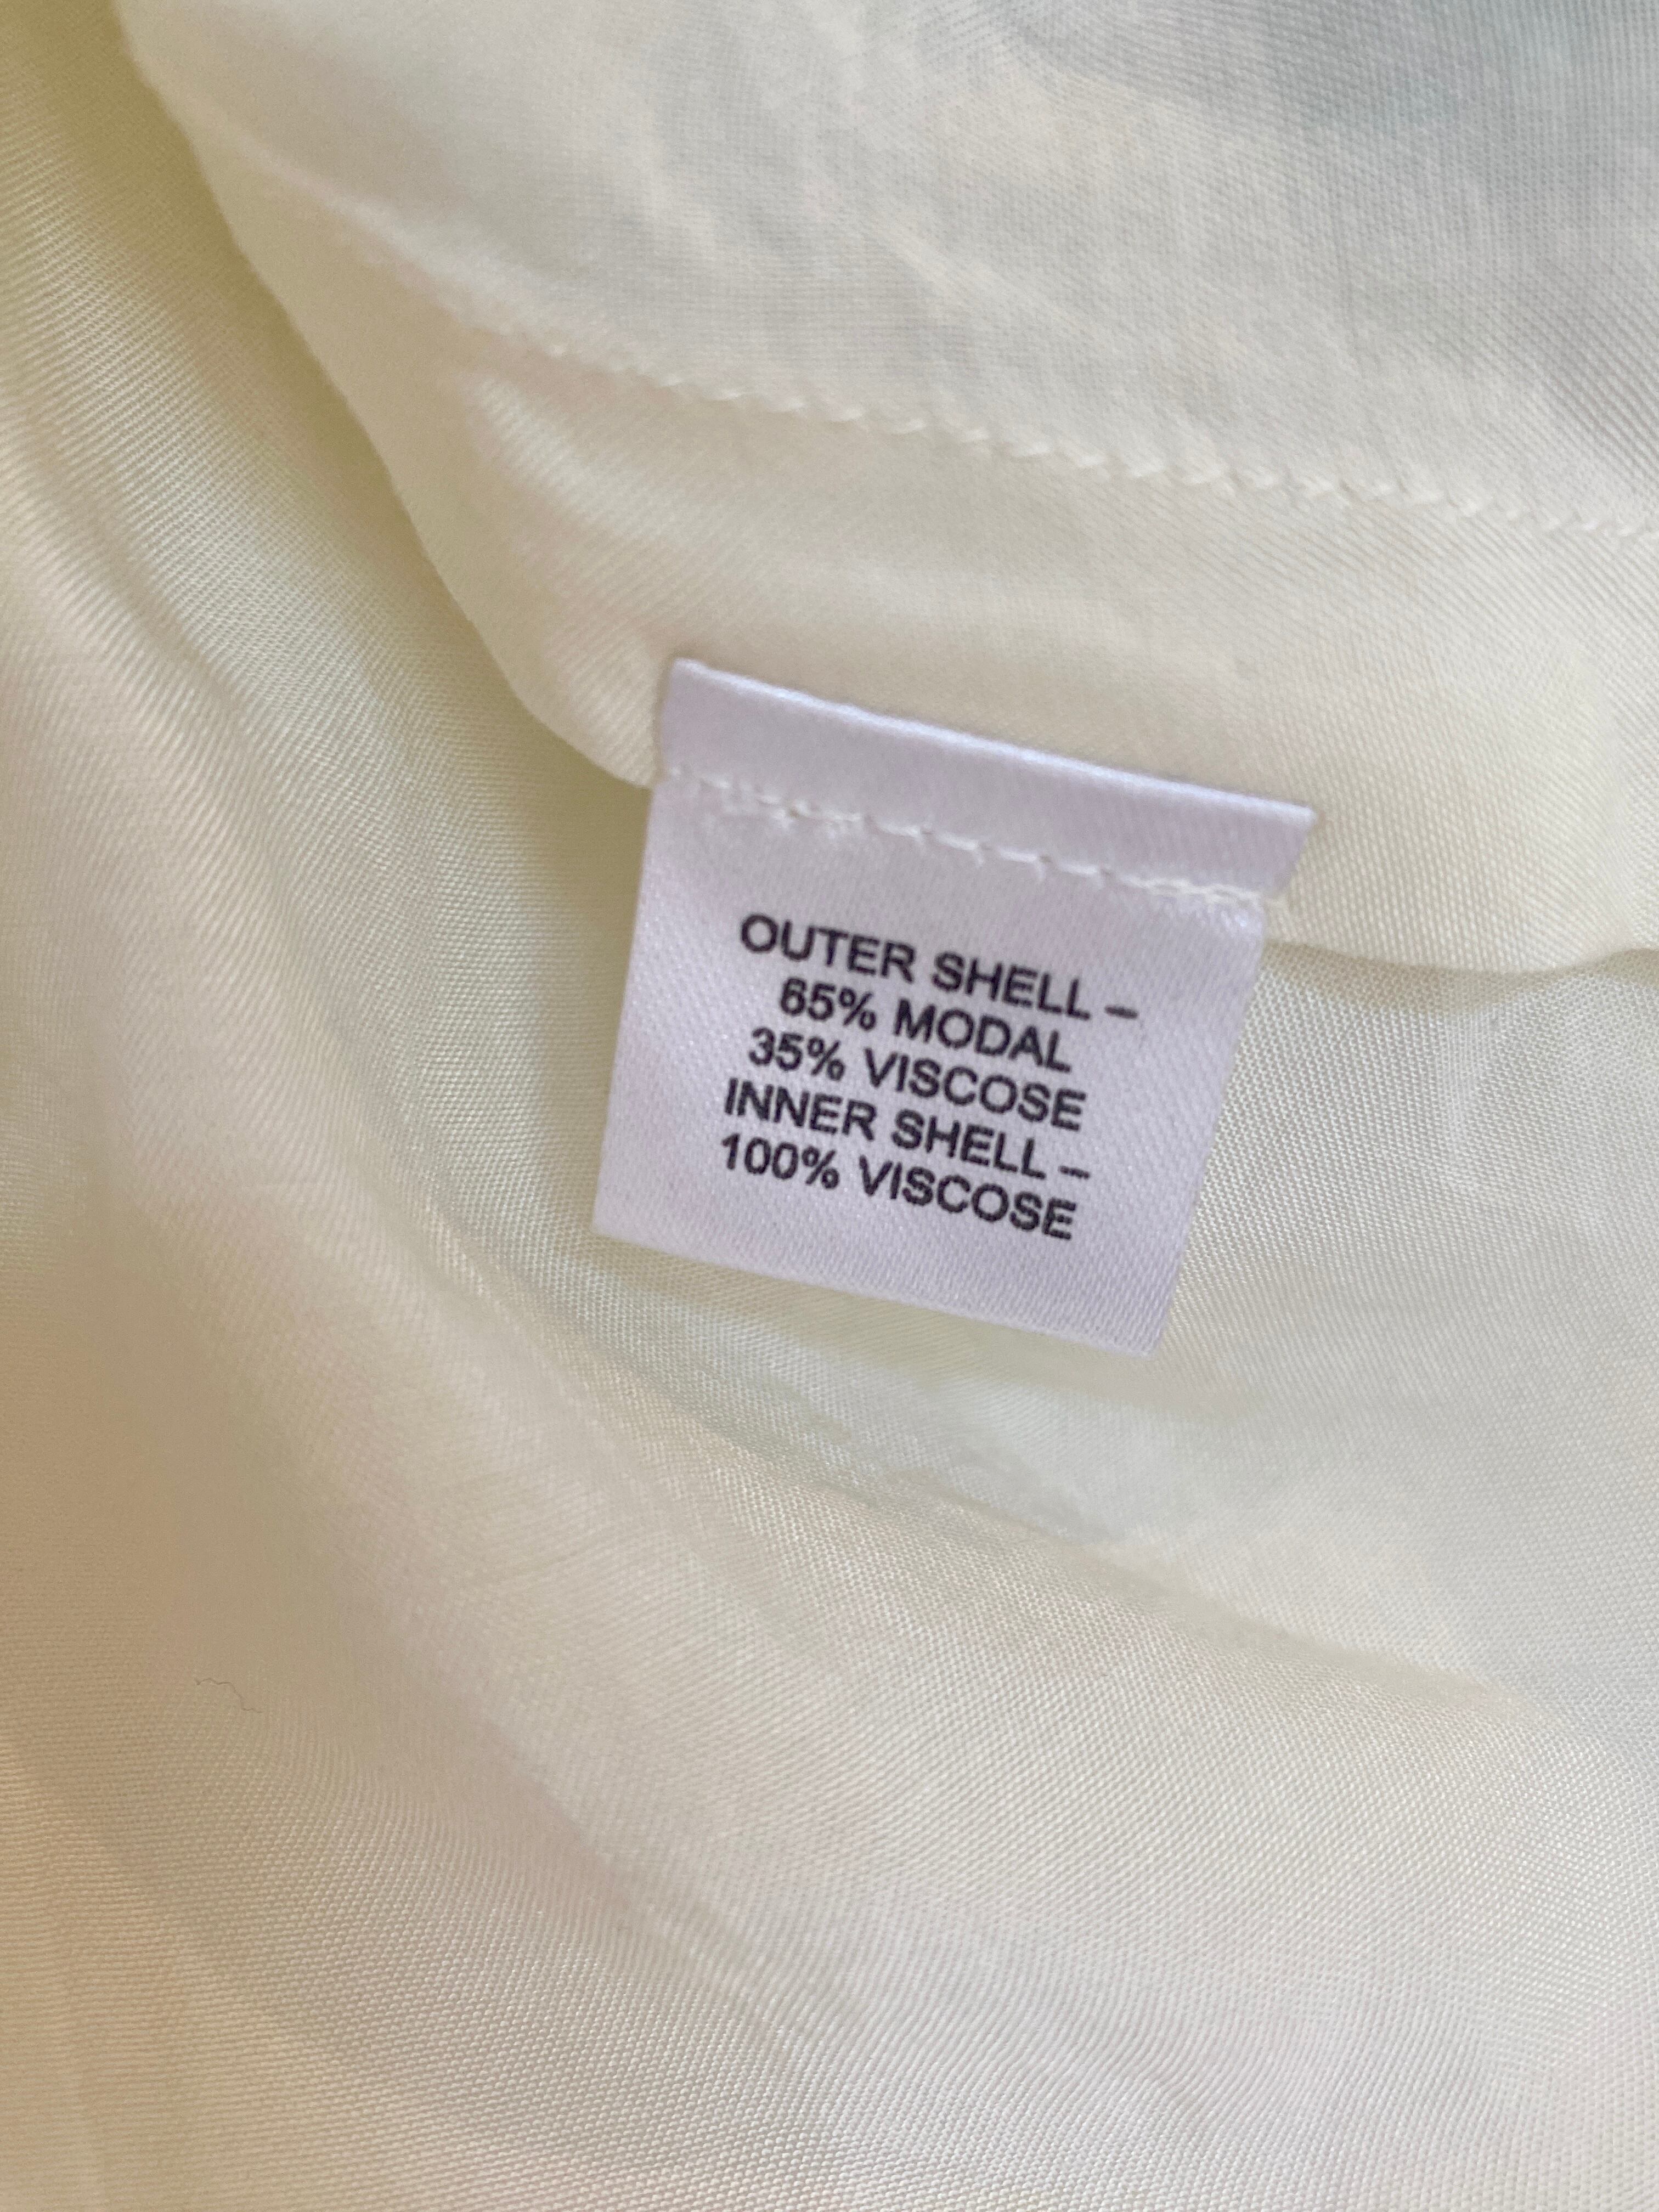 OUTER SHELL –
65% MODAL
35% VISCOSE
INNER SHELL –
100% VISCOSE